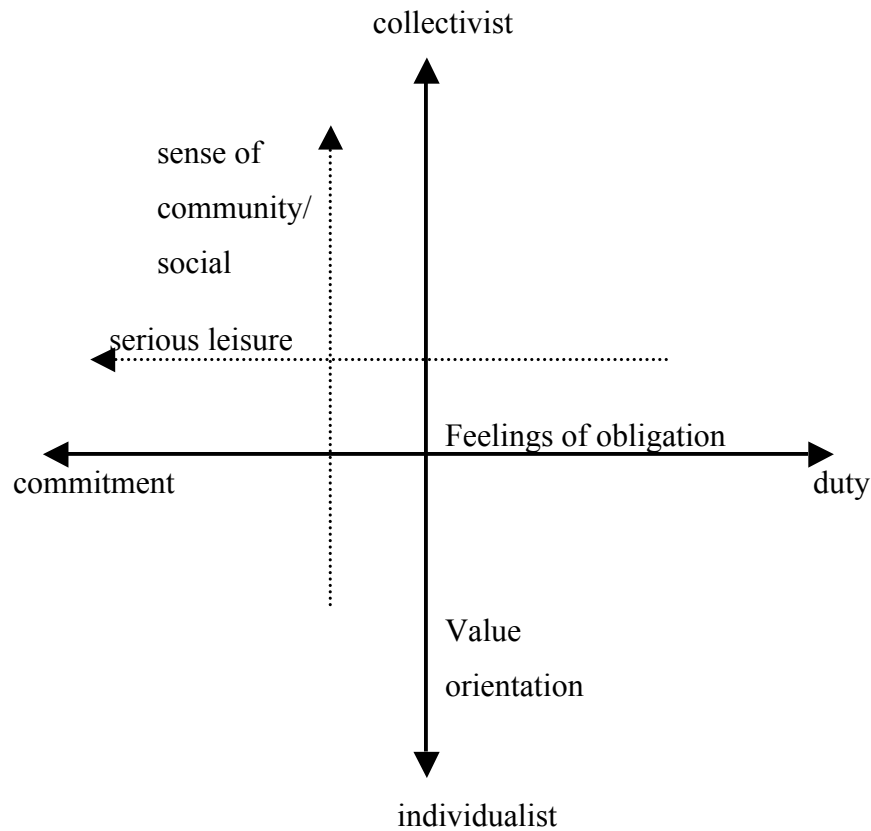 collectivist
sense of
community/
social
serious leisure
Feelings of obligation
commitment
duty
Value
orientation
individualist